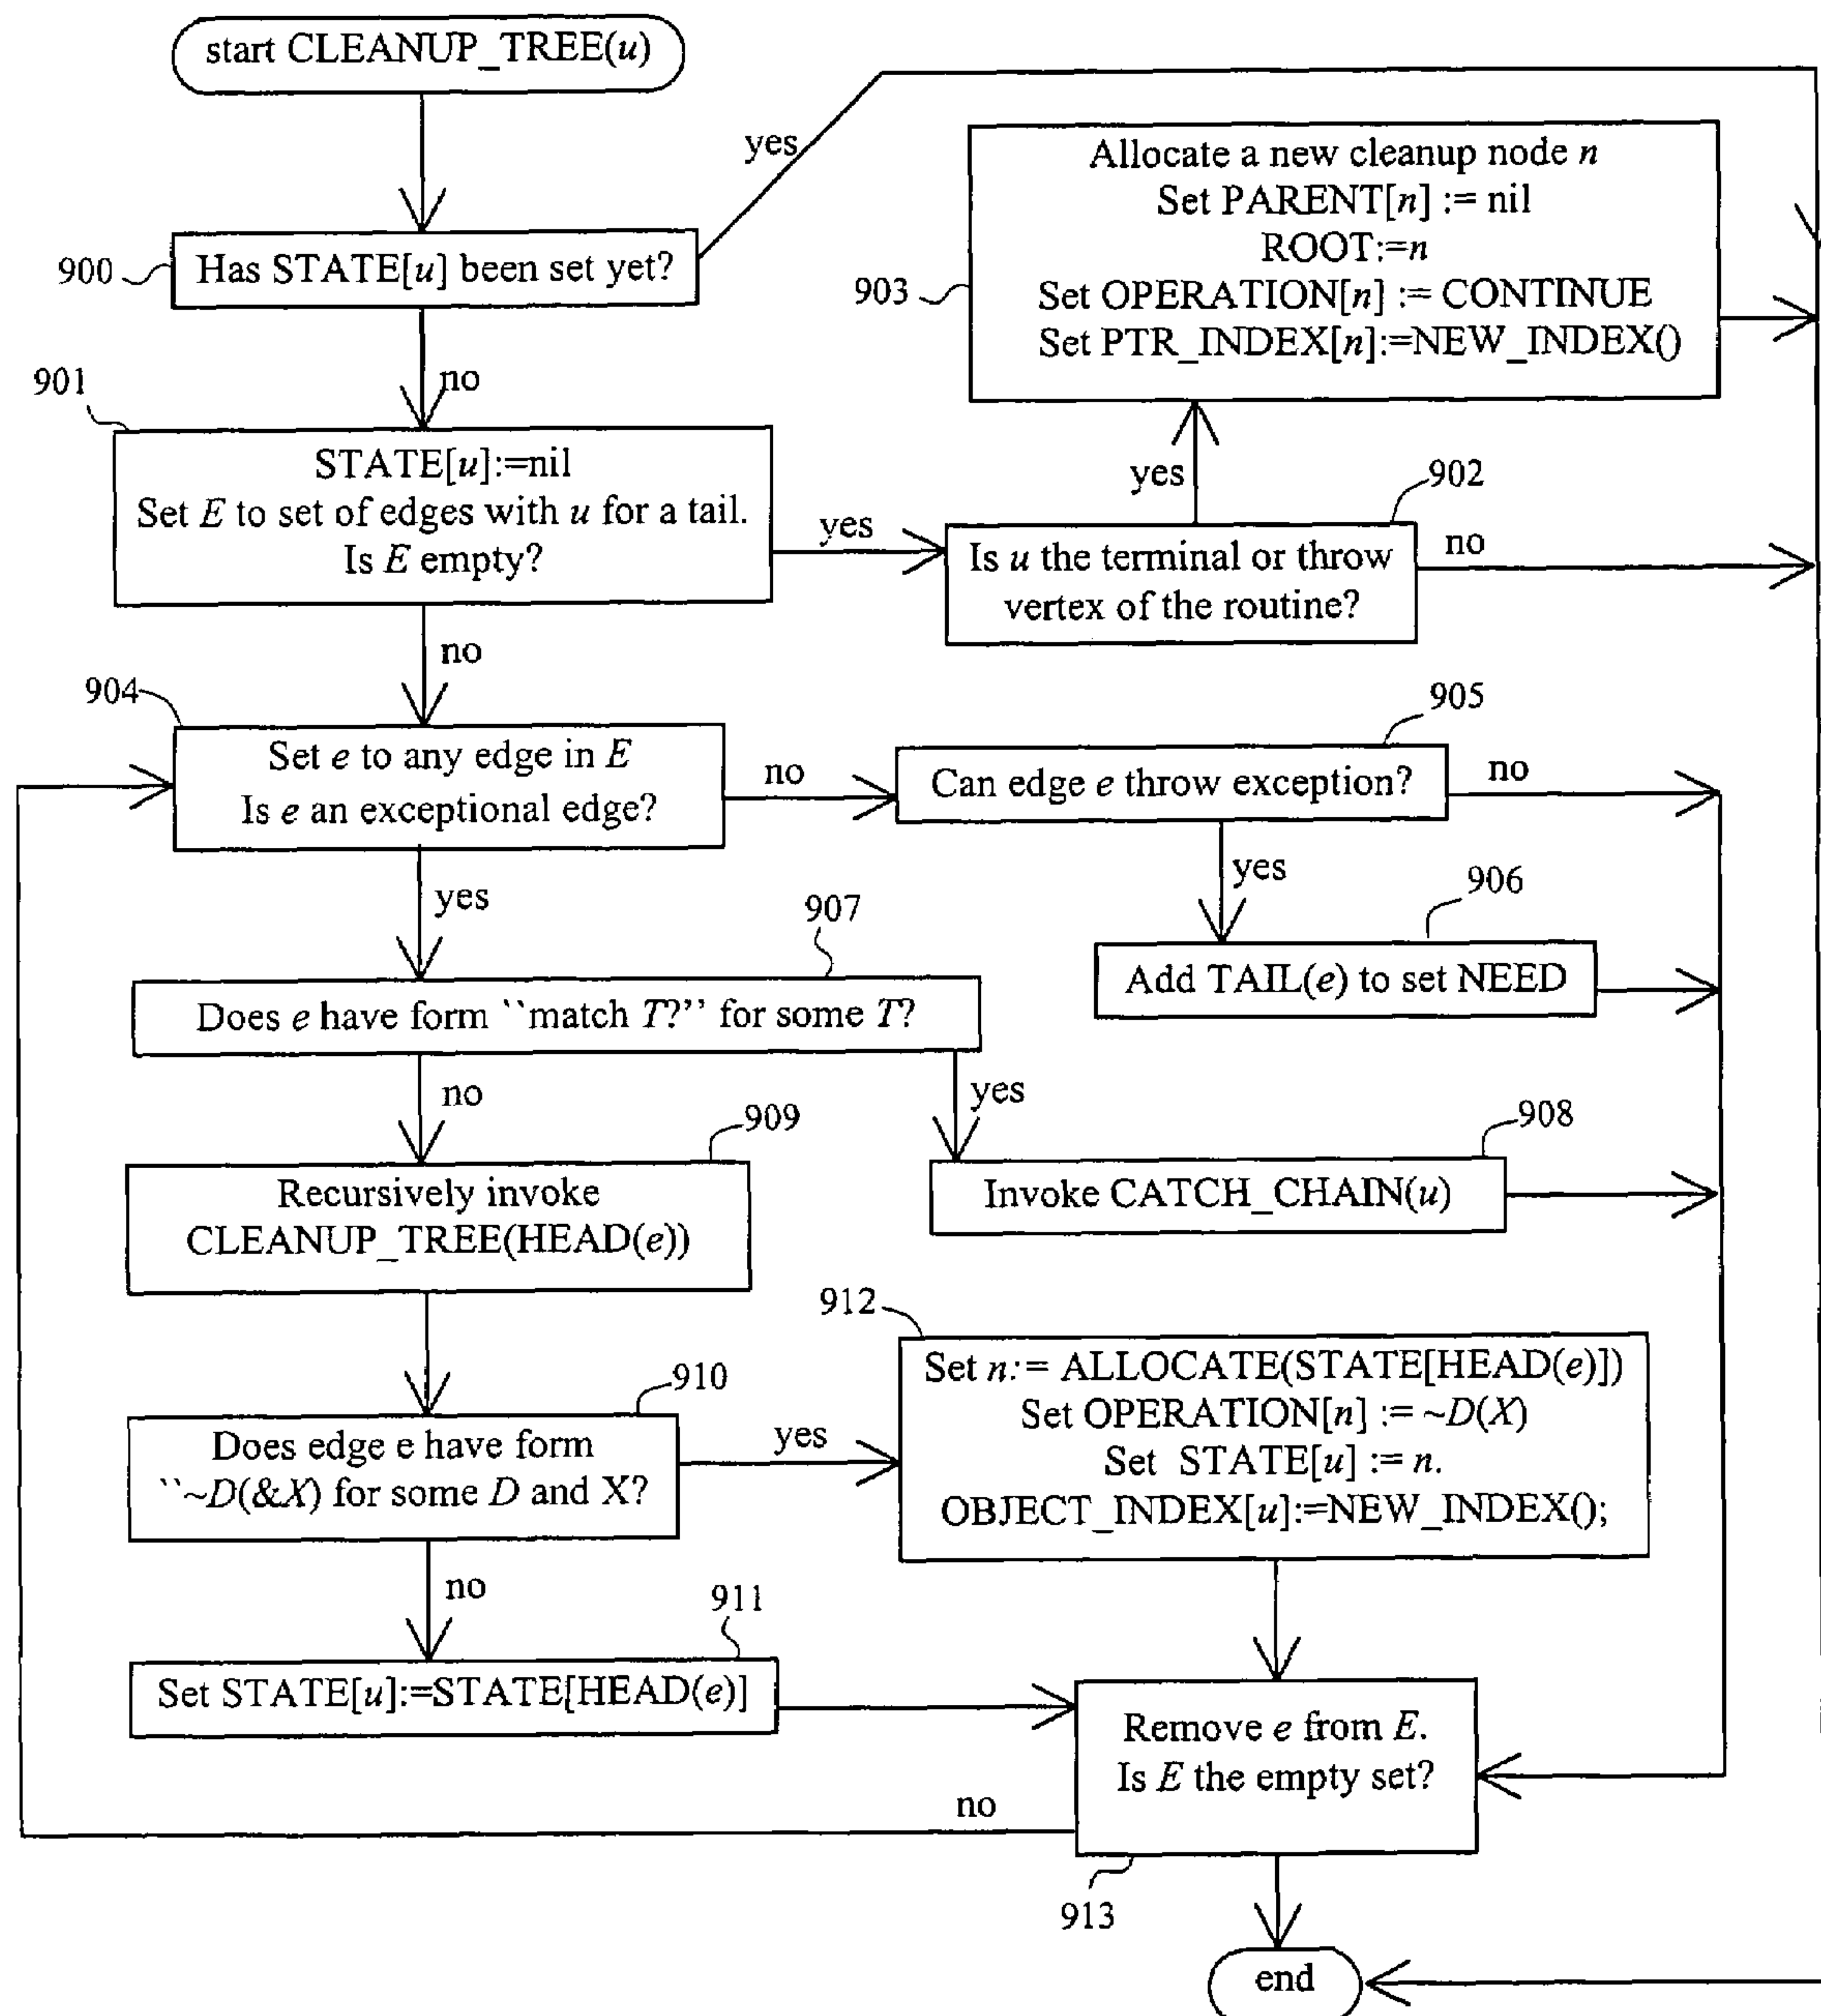 start CLEANUP_TREE(u)
yes
900
Has STATE[u] been set yet?
Allocate a new cleanup node n
Set PARENT[n] := nil
ROOT:=n
Set OPERATION[n] := CONTINUE
Set PTR_INDEX[n]:=NEW_INDEX()
903
no
901
STATE[u]:=nil
Set E to set of edges with u for a tail.
Is E empty?
yes
yes
902
Is u the terminal or throw
vertex of the routine?
no
no
904
Set e to any edge in E
Is e an exceptional edge?
no
905
Can edge e throw exception?
no
yes
yes
906
Add TAIL(e) to set NEED
907
Does e have form ``match T?'' for some T?
no
yes
909
Recursively invoke
CLEANUP_TREE(HEAD(e))
908
Invoke CATCH_CHAIN(u)
910
Does edge e have form
``~D(&X) for some D and X?
yes
912
Set n:= ALLOCATE(STATE[HEAD(e)])
Set OPERATION[n] := ~D(X)
Set STATE[u] := n.
OBJECT_INDEX[u]:=NEW_INDEX();
no
911
Set STATE[u]:=STATE[HEAD(e)]
Remove e from E.
Is E the empty set?
no
913
end